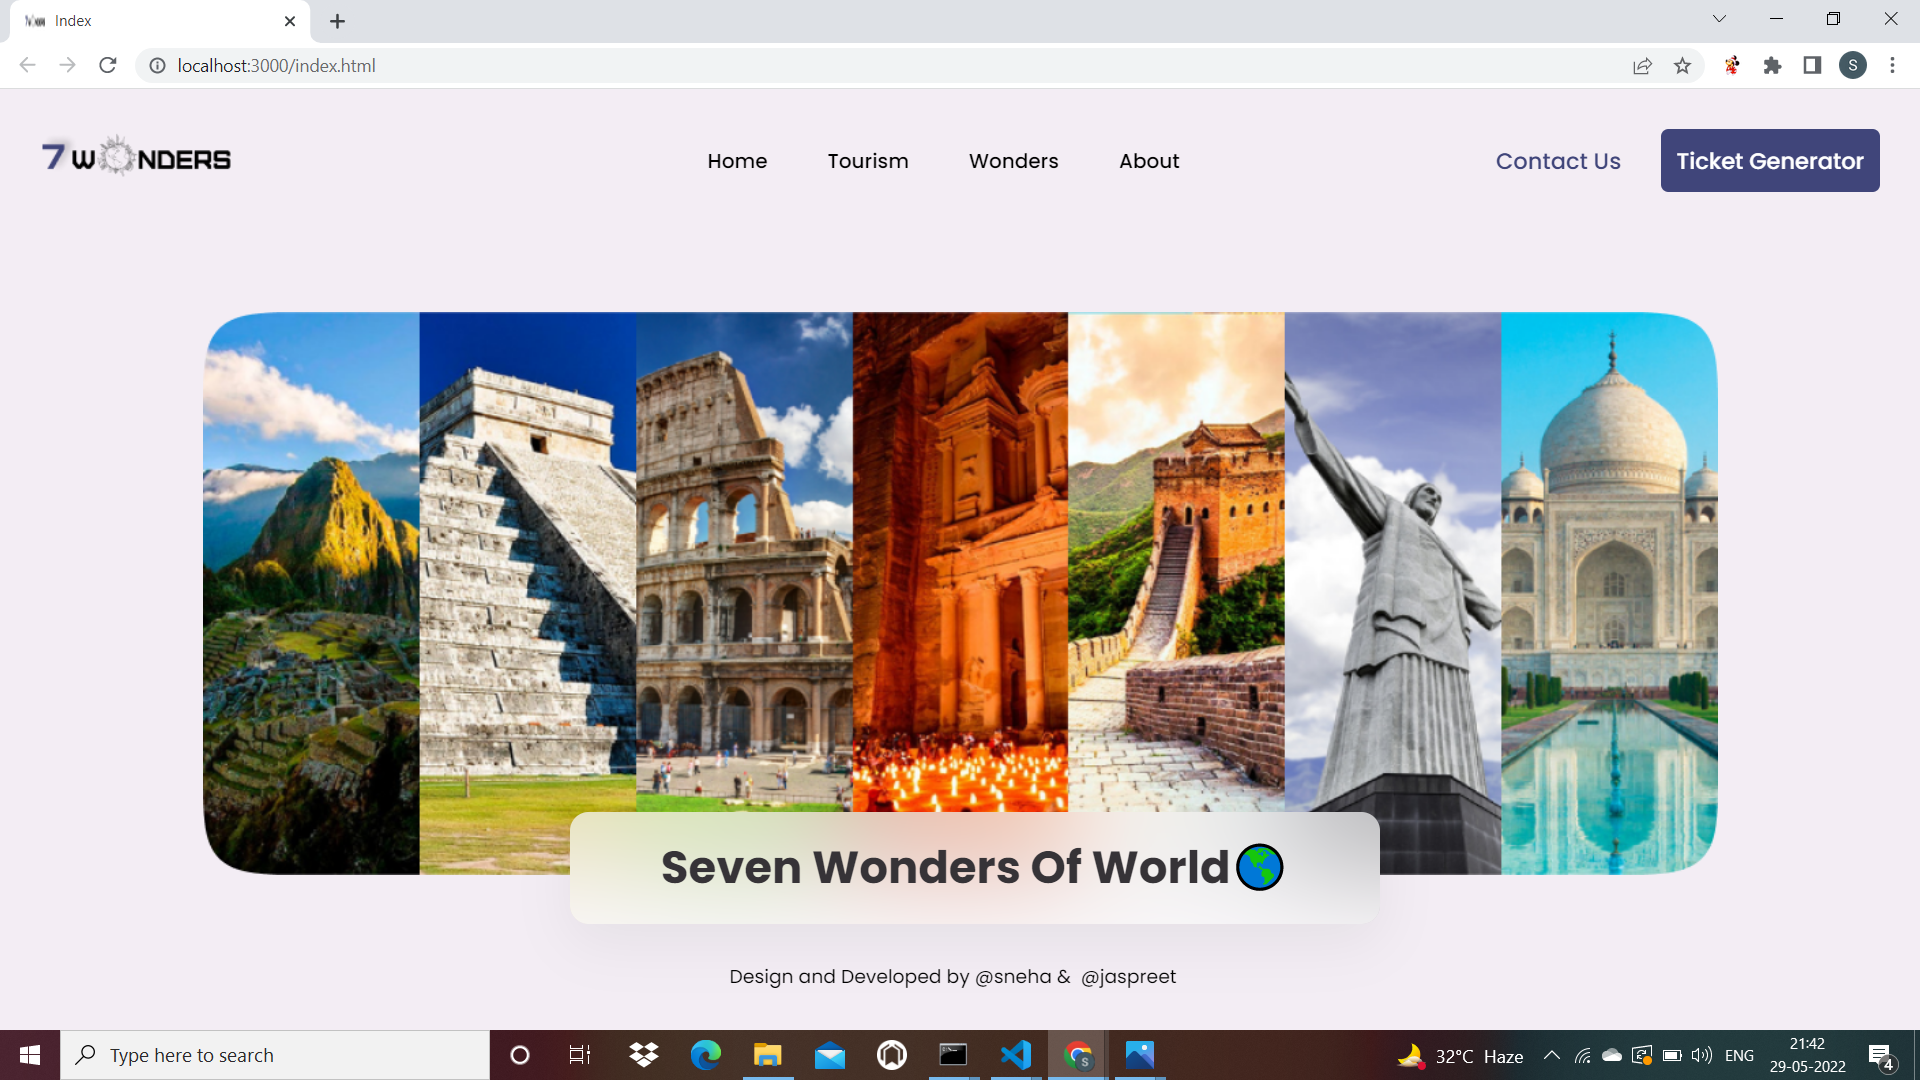 Index
localhost:3000/index.html
S
7 WONDERS
Home
Tourism
Wonders
About
Contact Us
Ticket Generator
Seven Wonders Of World
Design and Developed by @sneha & @jaspreet
Type here to search
S
32°C Haze
ENG
21:42
29-05-2022
4